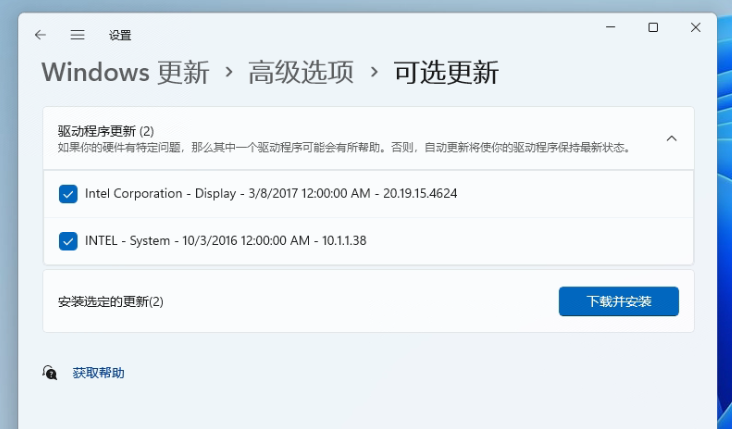 设置
Windows 更新 › 高级选项 › 可选更新
驱动程序更新 (2)
如果你的硬件有特定问题，那么其中一个驱动程序可能会有所帮助。否则，自动更新将使你的驱动程序保持最新状态。
Intel Corporation - Display - 3/8/2017 12:00:00 AM - 20.19.15.4624
INTEL - System - 10/3/2016 12:00:00 AM - 10.1.1.38
安装选定的更新(2)
下载并安装
获取帮助